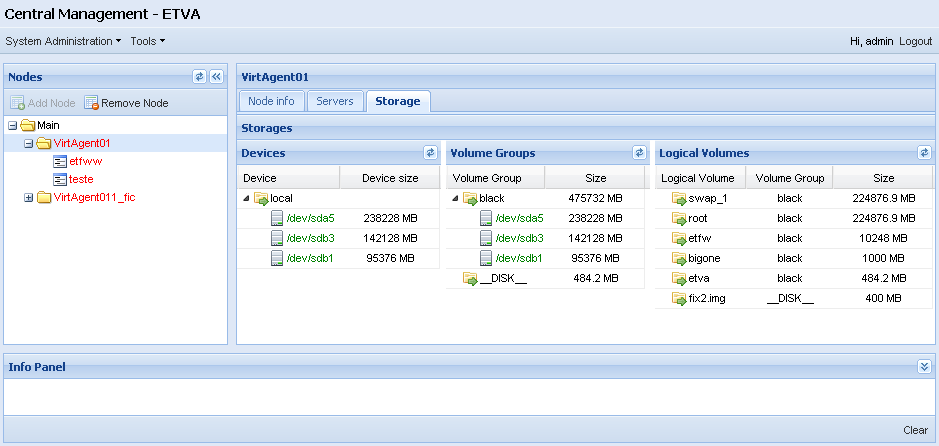 Central Management - ETVA
System Administration Tools Hi, admin Logout
Nodes
Add Node Remove Node
Main
VirtAgent01
etfww
teste
VirtAgent011_fic
VirtAgent01
Node info Servers Storage
Storages
Devices
Device Device size
local
/dev/sda5 238228 MB
/dev/sdb3 142128 MB
/dev/sdb1 95376 MB
Volume Groups
Volume Group Size
black 475732 MB
/dev/sda5 238228 MB
/dev/sdb3 142128 MB
/dev/sdb1 95376 MB
__DISK__ 484.2 MB
Logical Volumes
Logical Volume Volume Group Size
swap_1 black 224876.9 MB
root black 224876.9 MB
etfw black 10248 MB
bigone black 1000 MB
etva black 484.2 MB
fix2.img __DISK__ 400 MB
Info Panel
Clear